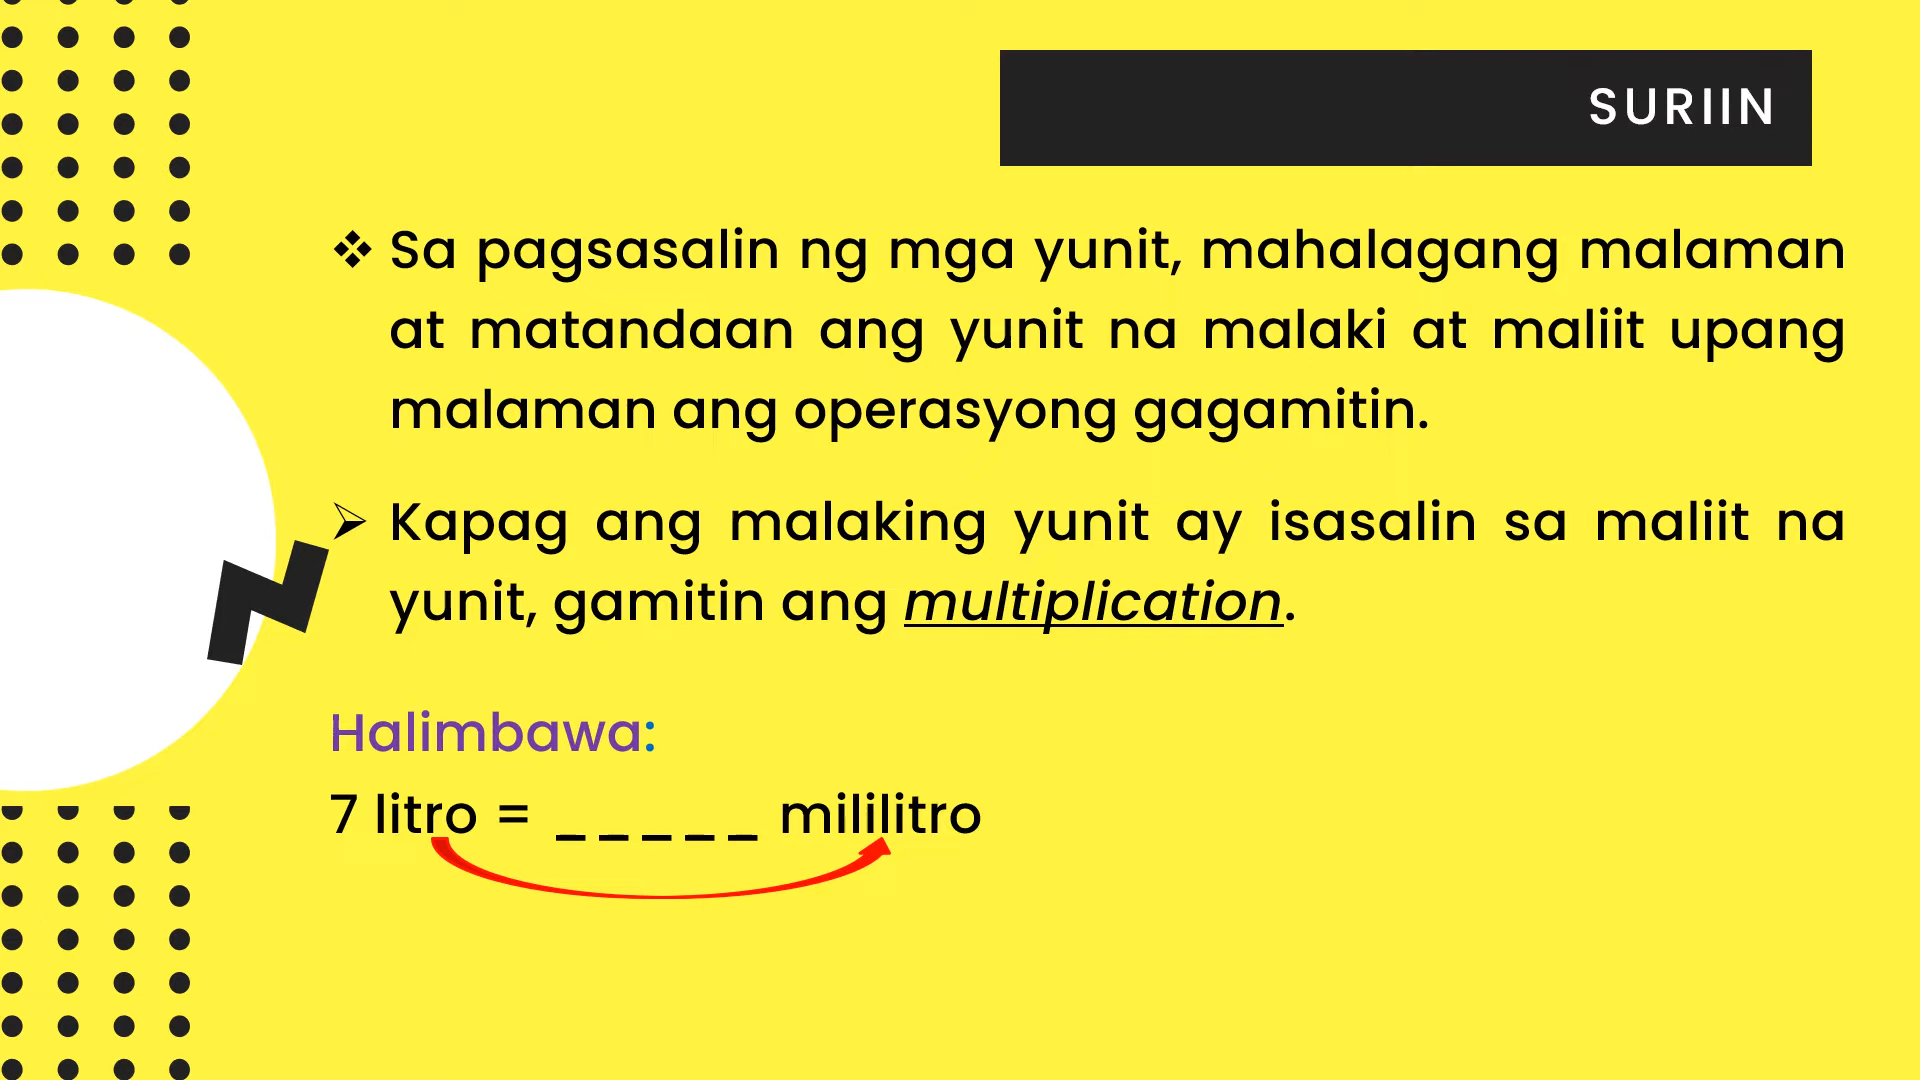 SURIIN
❖ Sa pagsasalin ng mga yunit, mahalagang malaman
at matandaan ang yunit na malaki at maliit upang
malaman ang operasyong gagamitin.
➢ Kapag ang malaking yunit ay isasalin sa maliit na
yunit, gamitin ang multiplication.
Halimbawa:
7 litro = _ _ _ _ _ mililitro